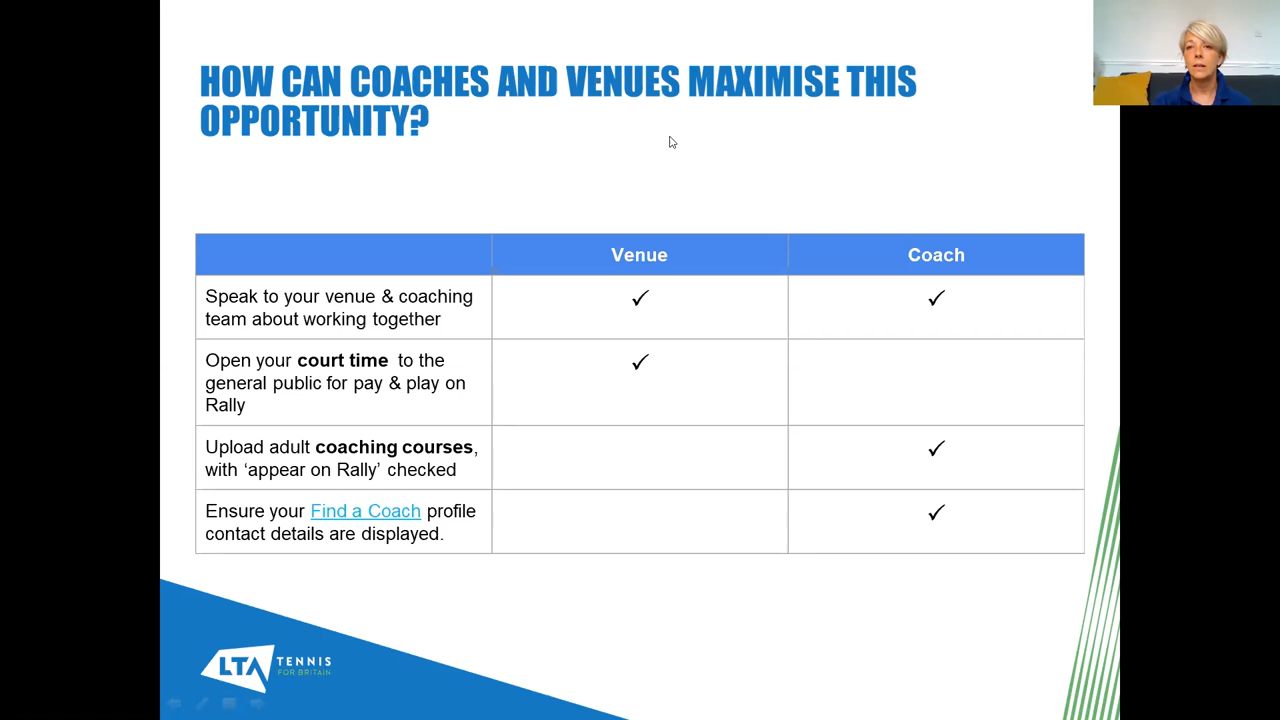 HOW CAN COACHES AND VENUES MAXIMISE THIS
OPPORTUNITY?
Venue
Coach
Speak to your venue & coaching
team about working together
✓
✓
Open your court time to the
general public for pay & play on
Rally
✓
Upload adult coaching courses,
with ‘appear on Rally’ checked
✓
Ensure your Find a Coach profile
contact details are displayed.
✓
LTA
TENNIS
FOR BRITAIN